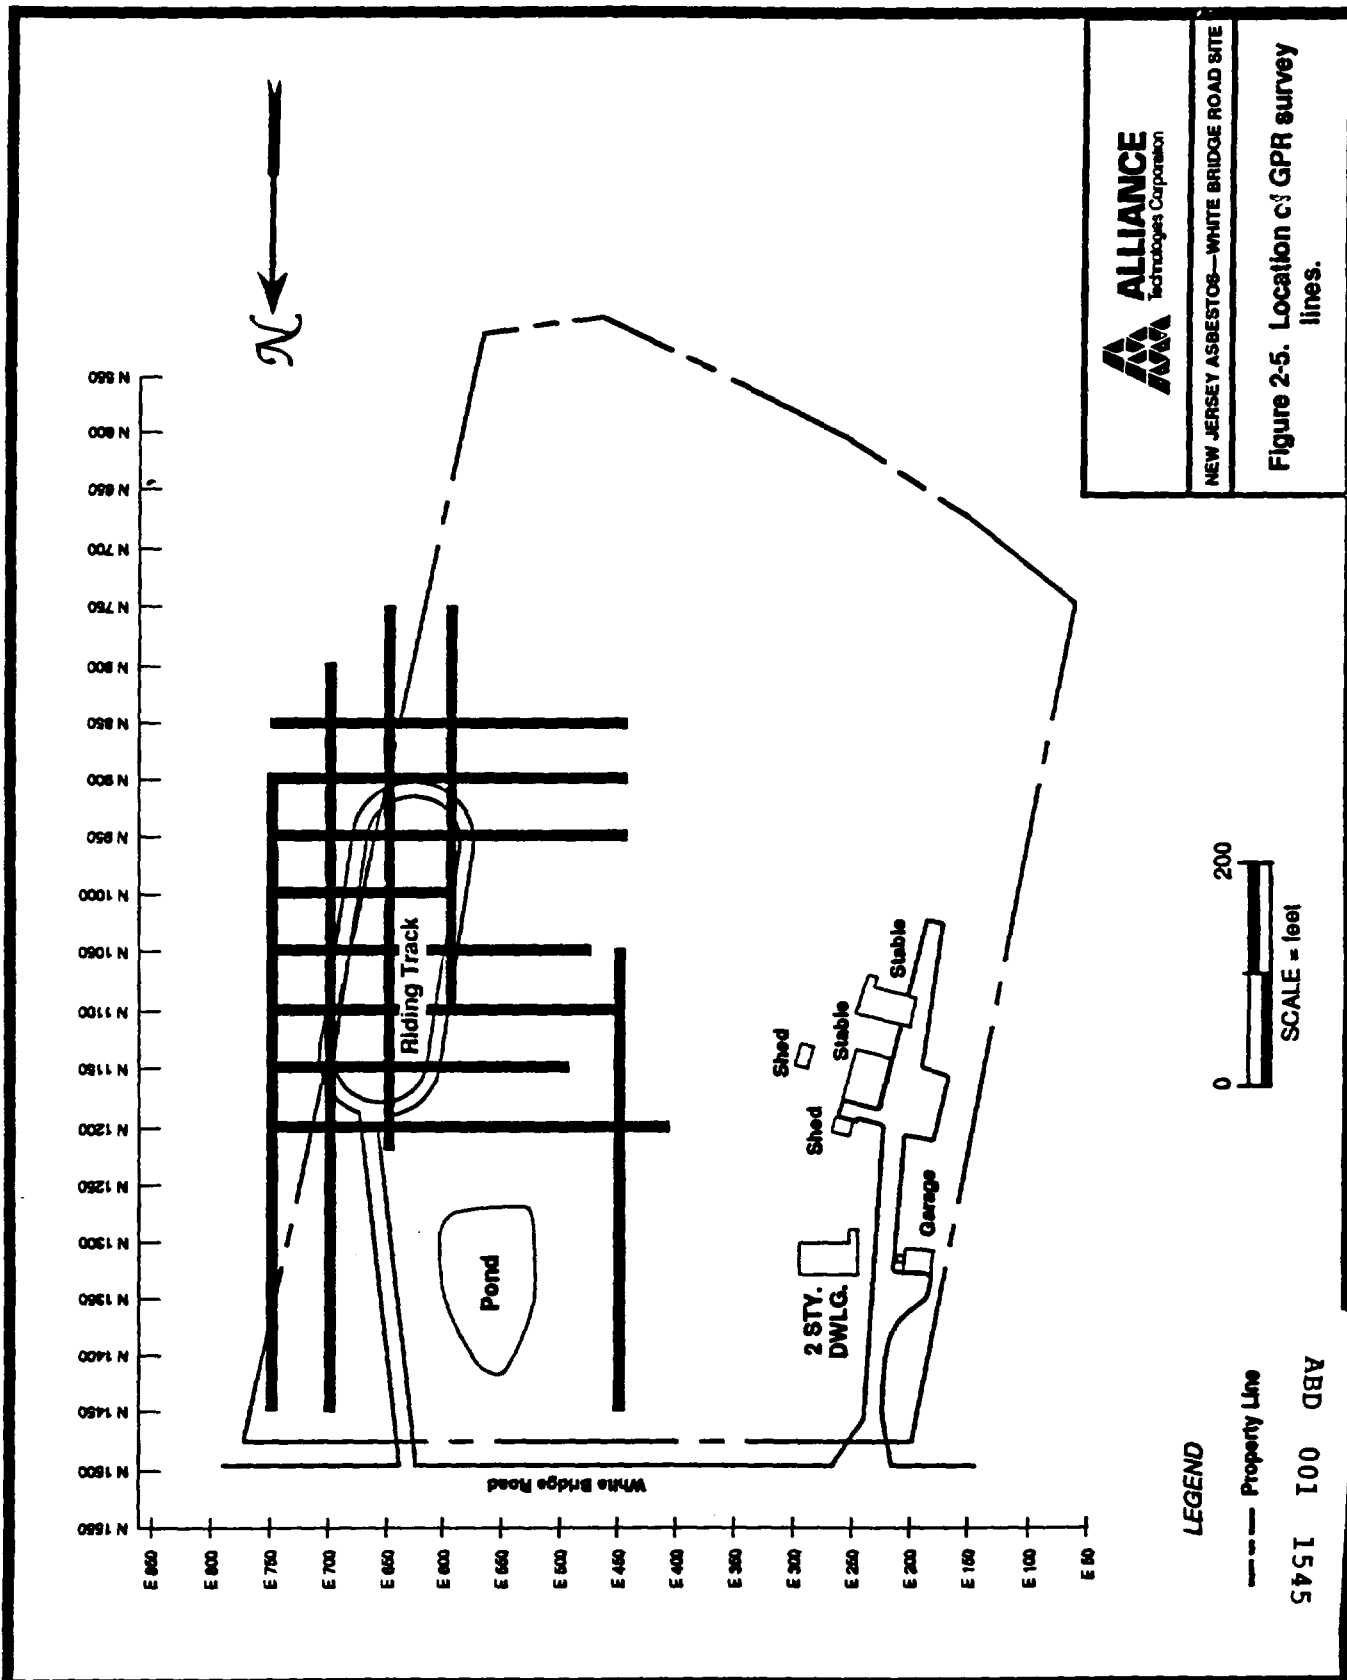 N 550
N 600
N 650
N 700
N 750
N 800
N 850
N 900
N 950
N 1000
N 1050
N 1100
N 1150
N 1200
N 1250
N 1300
N 1350
N 1400
N 1450
N 1500
N 1550
E 850
E 800
E 750
E 700
E 650
E 600
E 550
E 500
E 450
E 400
E 350
E 300
E 250
E 200
E 150
E 100
E 50
N
White Bridge Road
Riding Track
Pond
Shed
Stable
Stable
Shed
Garage
2 STY.
DWLG.
0 200
SCALE = feet
LEGEND
Property Line
ALLIANCE
Technologies Corporation
NEW JERSEY ASBESTOS—WHITE BRIDGE ROAD SITE
Figure 2-5. Location of GPR survey
lines.
ABD 001 1545